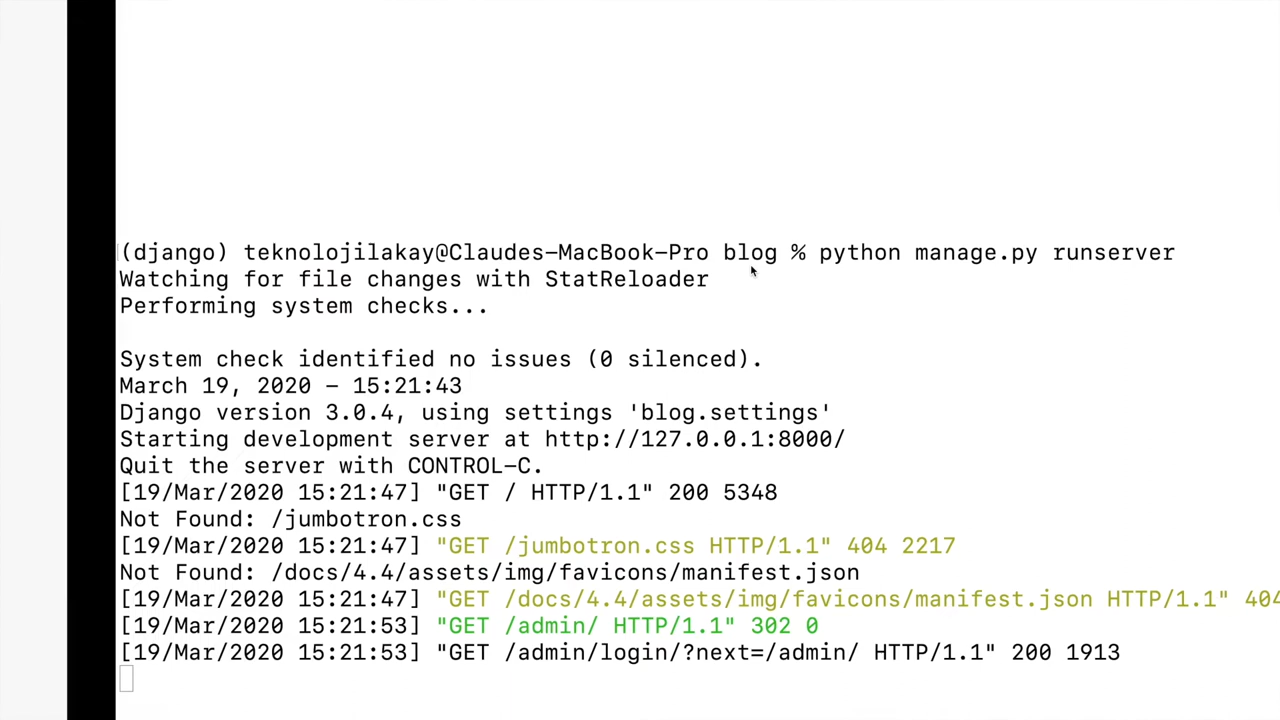 (django) teknolojilakay@Claudes-MacBook-Pro blog % python manage.py runserver
Watching for file changes with StatReloader
Performing system checks...
System check identified no issues (0 silenced).
March 19, 2020 - 15:21:43
Django version 3.0.4, using settings 'blog.settings'
Starting development server at http://127.0.0.1:8000/
Quit the server with CONTROL-C.
[19/Mar/2020 15:21:47] "GET / HTTP/1.1" 200 5348
Not Found: /jumbotron.css
[19/Mar/2020 15:21:47] "GET /jumbotron.css HTTP/1.1" 404 2217
Not Found: /docs/4.4/assets/img/favicons/manifest.json
[19/Mar/2020 15:21:47] "GET /docs/4.4/assets/img/favicons/manifest.json HTTP/1.1" 404
[19/Mar/2020 15:21:53] "GET /admin/ HTTP/1.1" 302 0
[19/Mar/2020 15:21:53] "GET /admin/login/?next=/admin/ HTTP/1.1" 200 1913